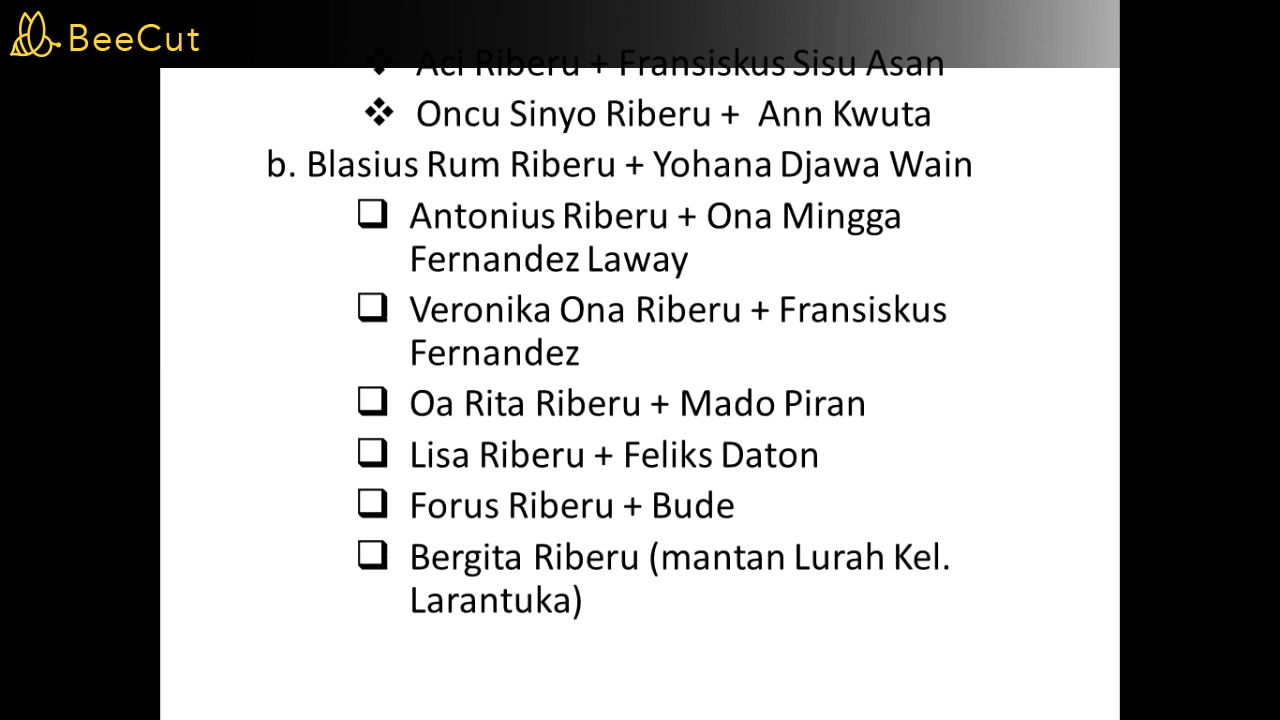 BeeCut
❖ Aci Riberu + Fransiskus Sisu Asan
❖ Oncu Sinyo Riberu + Ann Kwuta
b. Blasius Rum Riberu + Yohana Djawa Wain
❑ Antonius Riberu + Ona Mingga
Fernandez Laway
❑ Veronika Ona Riberu + Fransiskus
Fernandez
❑ Oa Rita Riberu + Mado Piran
❑ Lisa Riberu + Feliks Daton
❑ Forus Riberu + Bude
❑ Bergita Riberu (mantan Lurah Kel.
Larantuka)